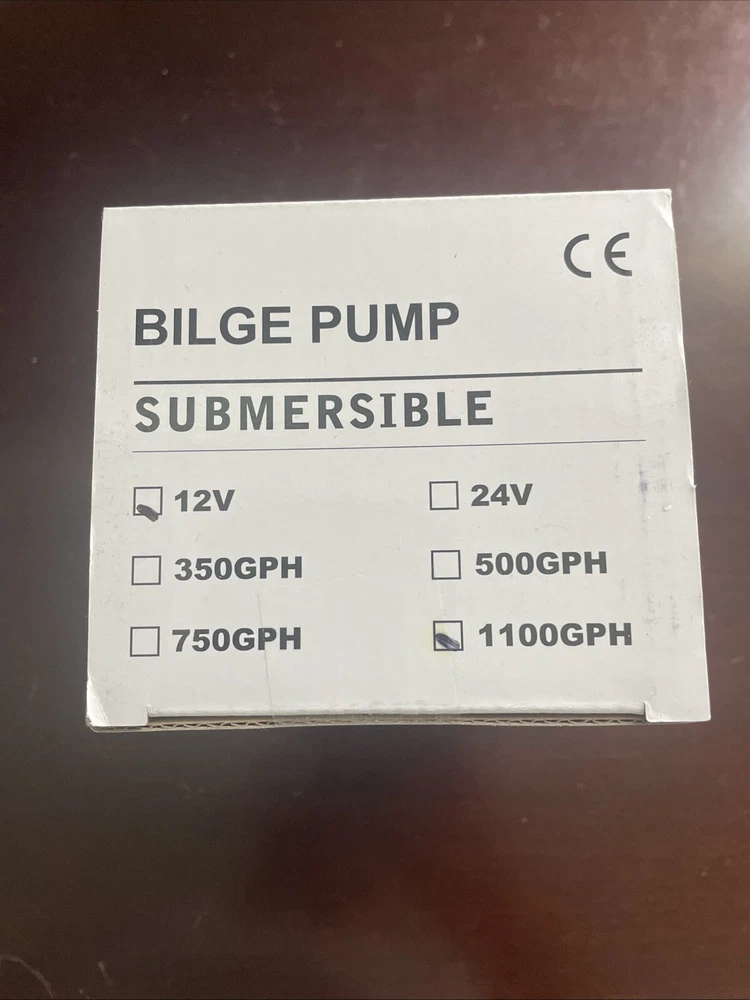 CE
BILGE PUMP
SUBMERSIBLE
12V 24V
350GPH 500GPH
750GPH 1100GPH